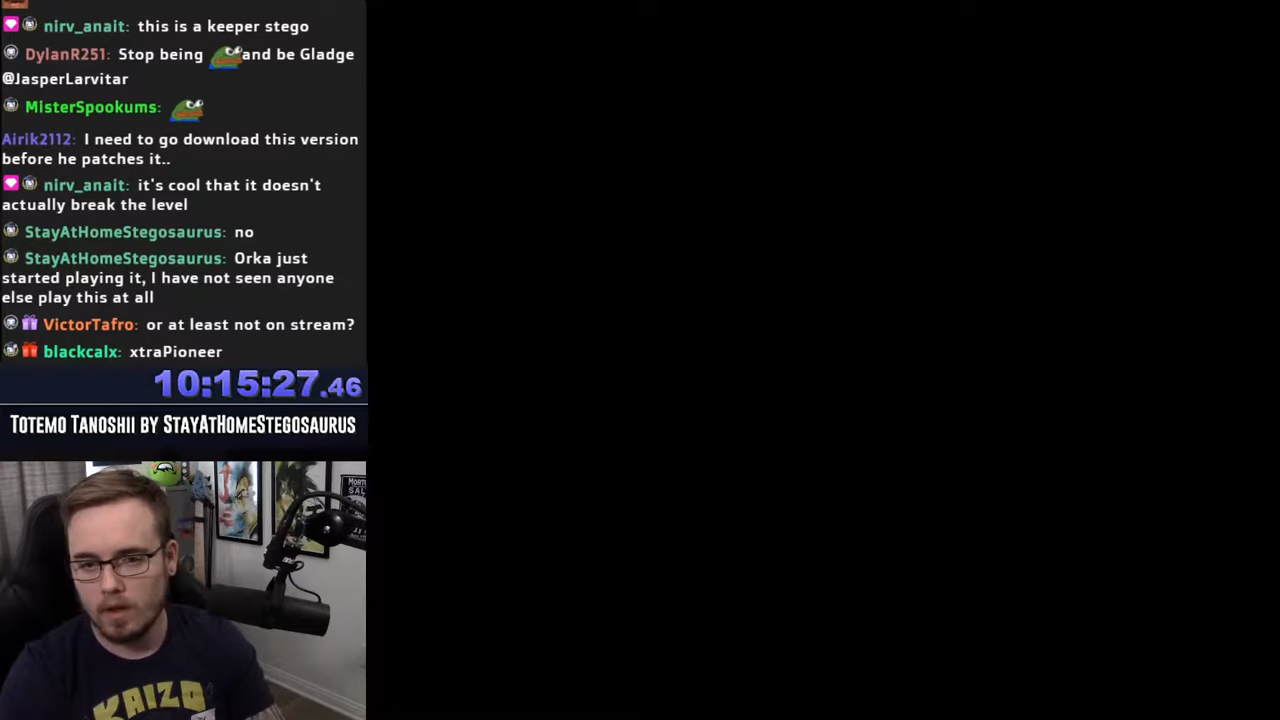 nirv_anait: this is a keeper stego
DylanR251: Stop being and be Gladge
@JasperLarvitar
MisterSpookums:
Airik2112: I need to go download this version
before he patches it..
nirv_anait: it's cool that it doesn't
actually break the level
StayAtHomeStegosaurus: no
StayAtHomeStegosaurus: Orka just
started playing it, I have not seen anyone
else play this at all
VictorTafro: or at least not on stream?
blackcalx: xtraPioneer
10:15:27.46
TOTEMO TANOSHII BY STAYATHOMESTEGOSAURUS
KAIZO